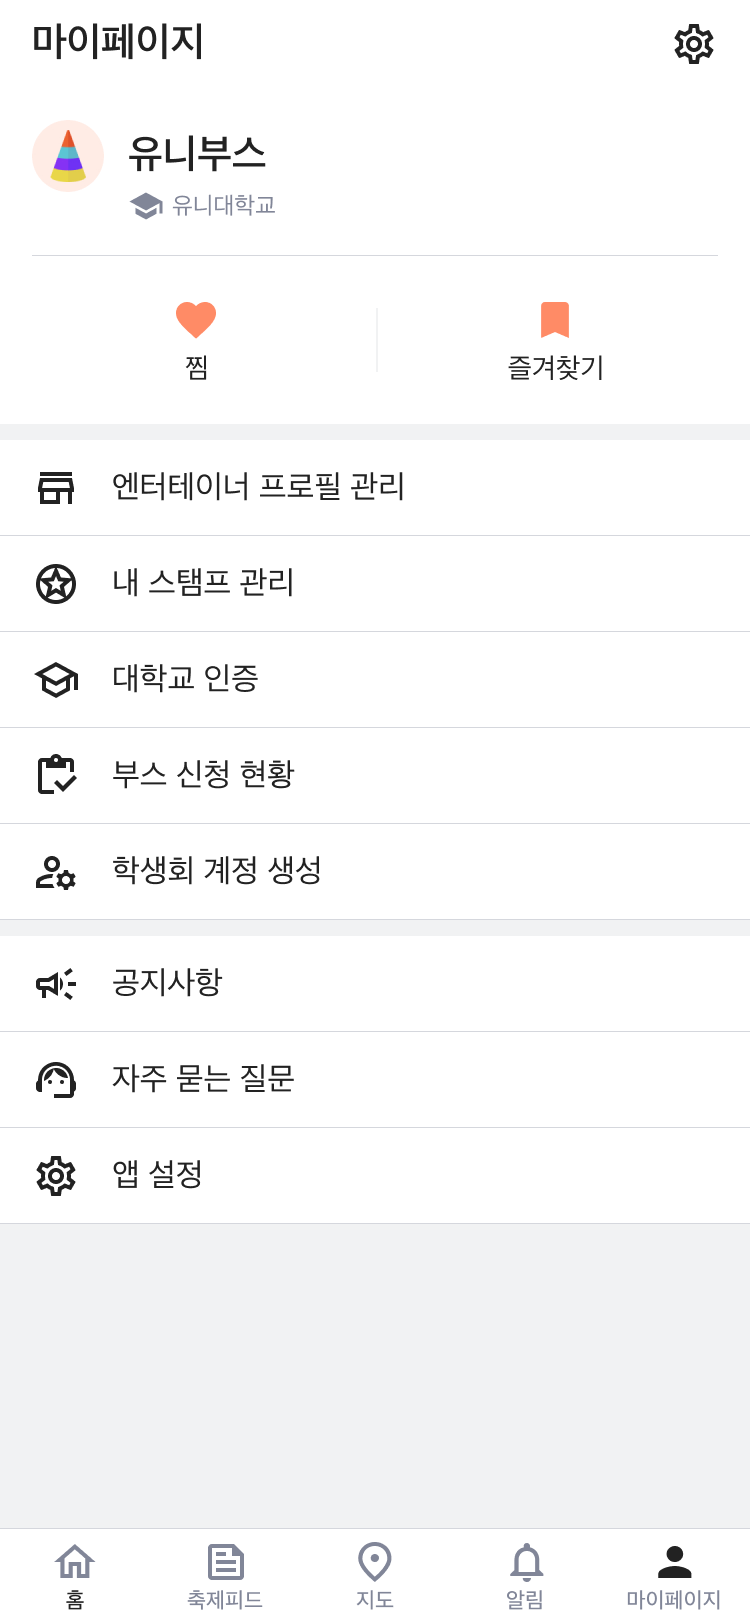 마이페이지
유니부스
유니대학교
찜
즐겨찾기
엔터테이너 프로필 관리
내 스탬프 관리
대학교 인증
부스 신청 현황
학생회 계정 생성
공지사항
자주 묻는 질문
앱 설정
홈
축제피드
지도
알림
마이페이지